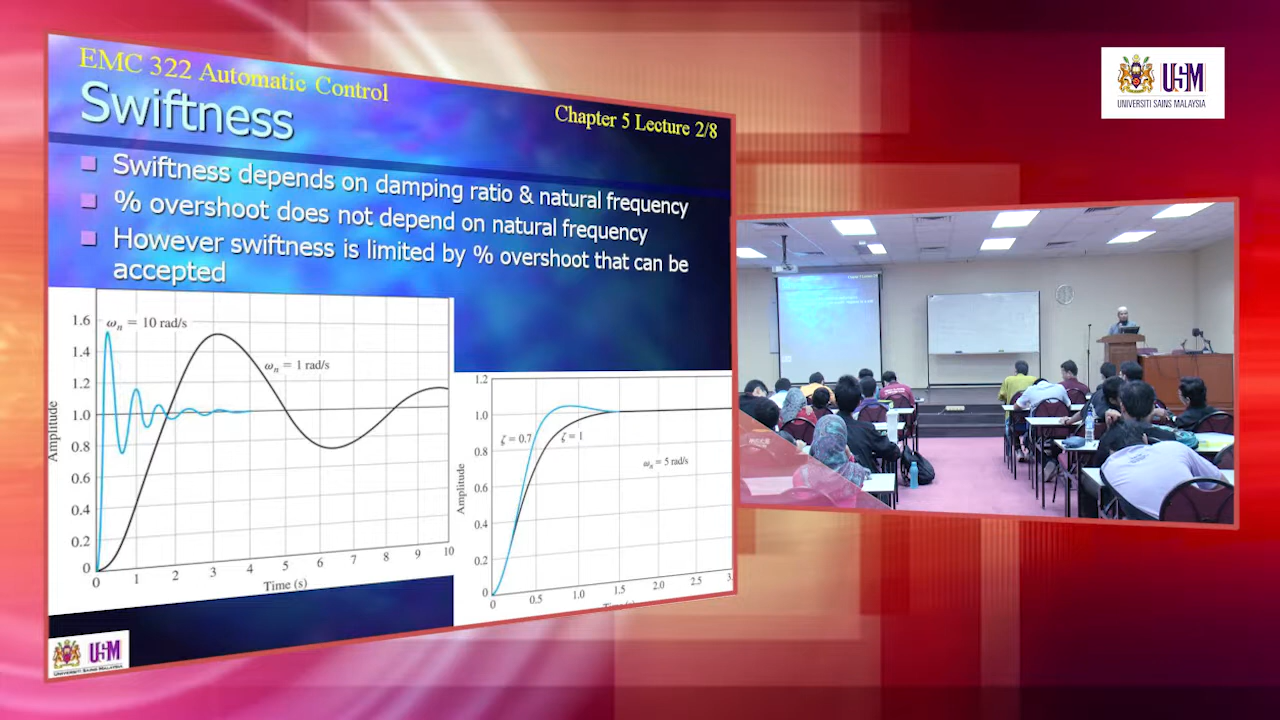 EMC 322 Automatic Control
Swiftness
Chapter 5 Lecture 2/8
Swiftness depends on damping ratio & natural frequency
% overshoot does not depend on natural frequency
However swiftness is limited by % overshoot that can be
accepted
1.6
1.4
1.2
1.0
0.8
0.6
0.4
0.2
0
Amplitude
ωn = 10 rad/s
ωn = 1 rad/s
0 1 2 3 4 5 6 7 8 9 10
Time (s)
1.2
1.0
0.8
0.6
0.4
0.2
0
Amplitude
ζ = 0.7
ζ = 1
ωn = 5 rad/s
0 0.5 1.0 1.5 2.0 2.5
USM
UNIVERSITI SAINS MALAYSIA
USM
UNIVERSITI SAINS MALAYSIA